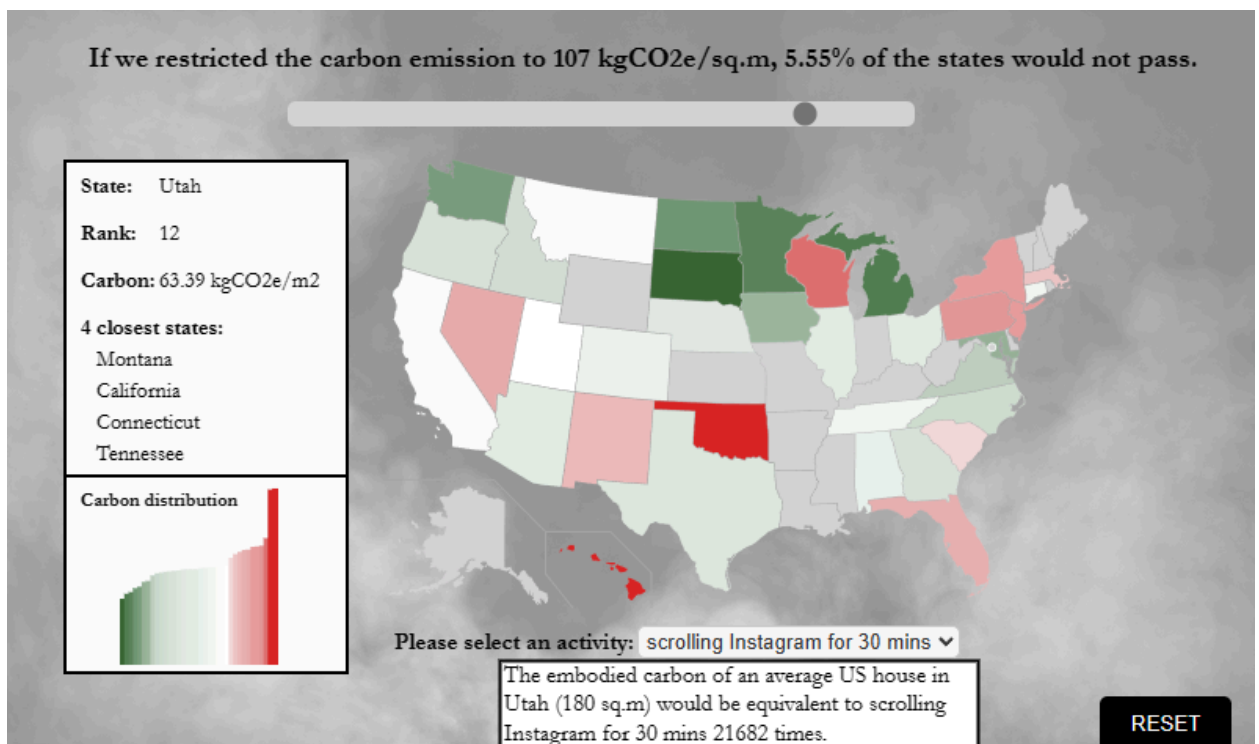 If we restricted the carbon emission to 107 kgCO2e/sq.m, 5.55% of the states would not pass.
State: Utah
Rank: 12
Carbon: 63.39 kgCO2e/m2
4 closest states:
Montana
California
Connecticut
Tennessee
Carbon distribution
Please select an activity: scrolling Instagram for 30 mins
The embodied carbon of an average US house in
Utah (180 sq.m) would be equivalent to scrolling
Instagram for 30 mins 21682 times.
RESET